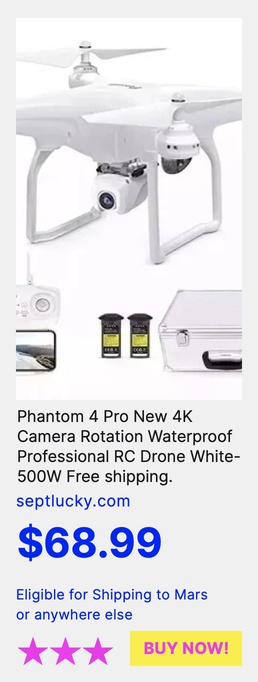 Phantom 4 Pro New 4K
Camera Rotation Waterproof
Professional RC Drone White-
500W Free shipping.
septlucky.com
$68.99
Eligible for Shipping to Mars
or anywhere else
BUY NOW!